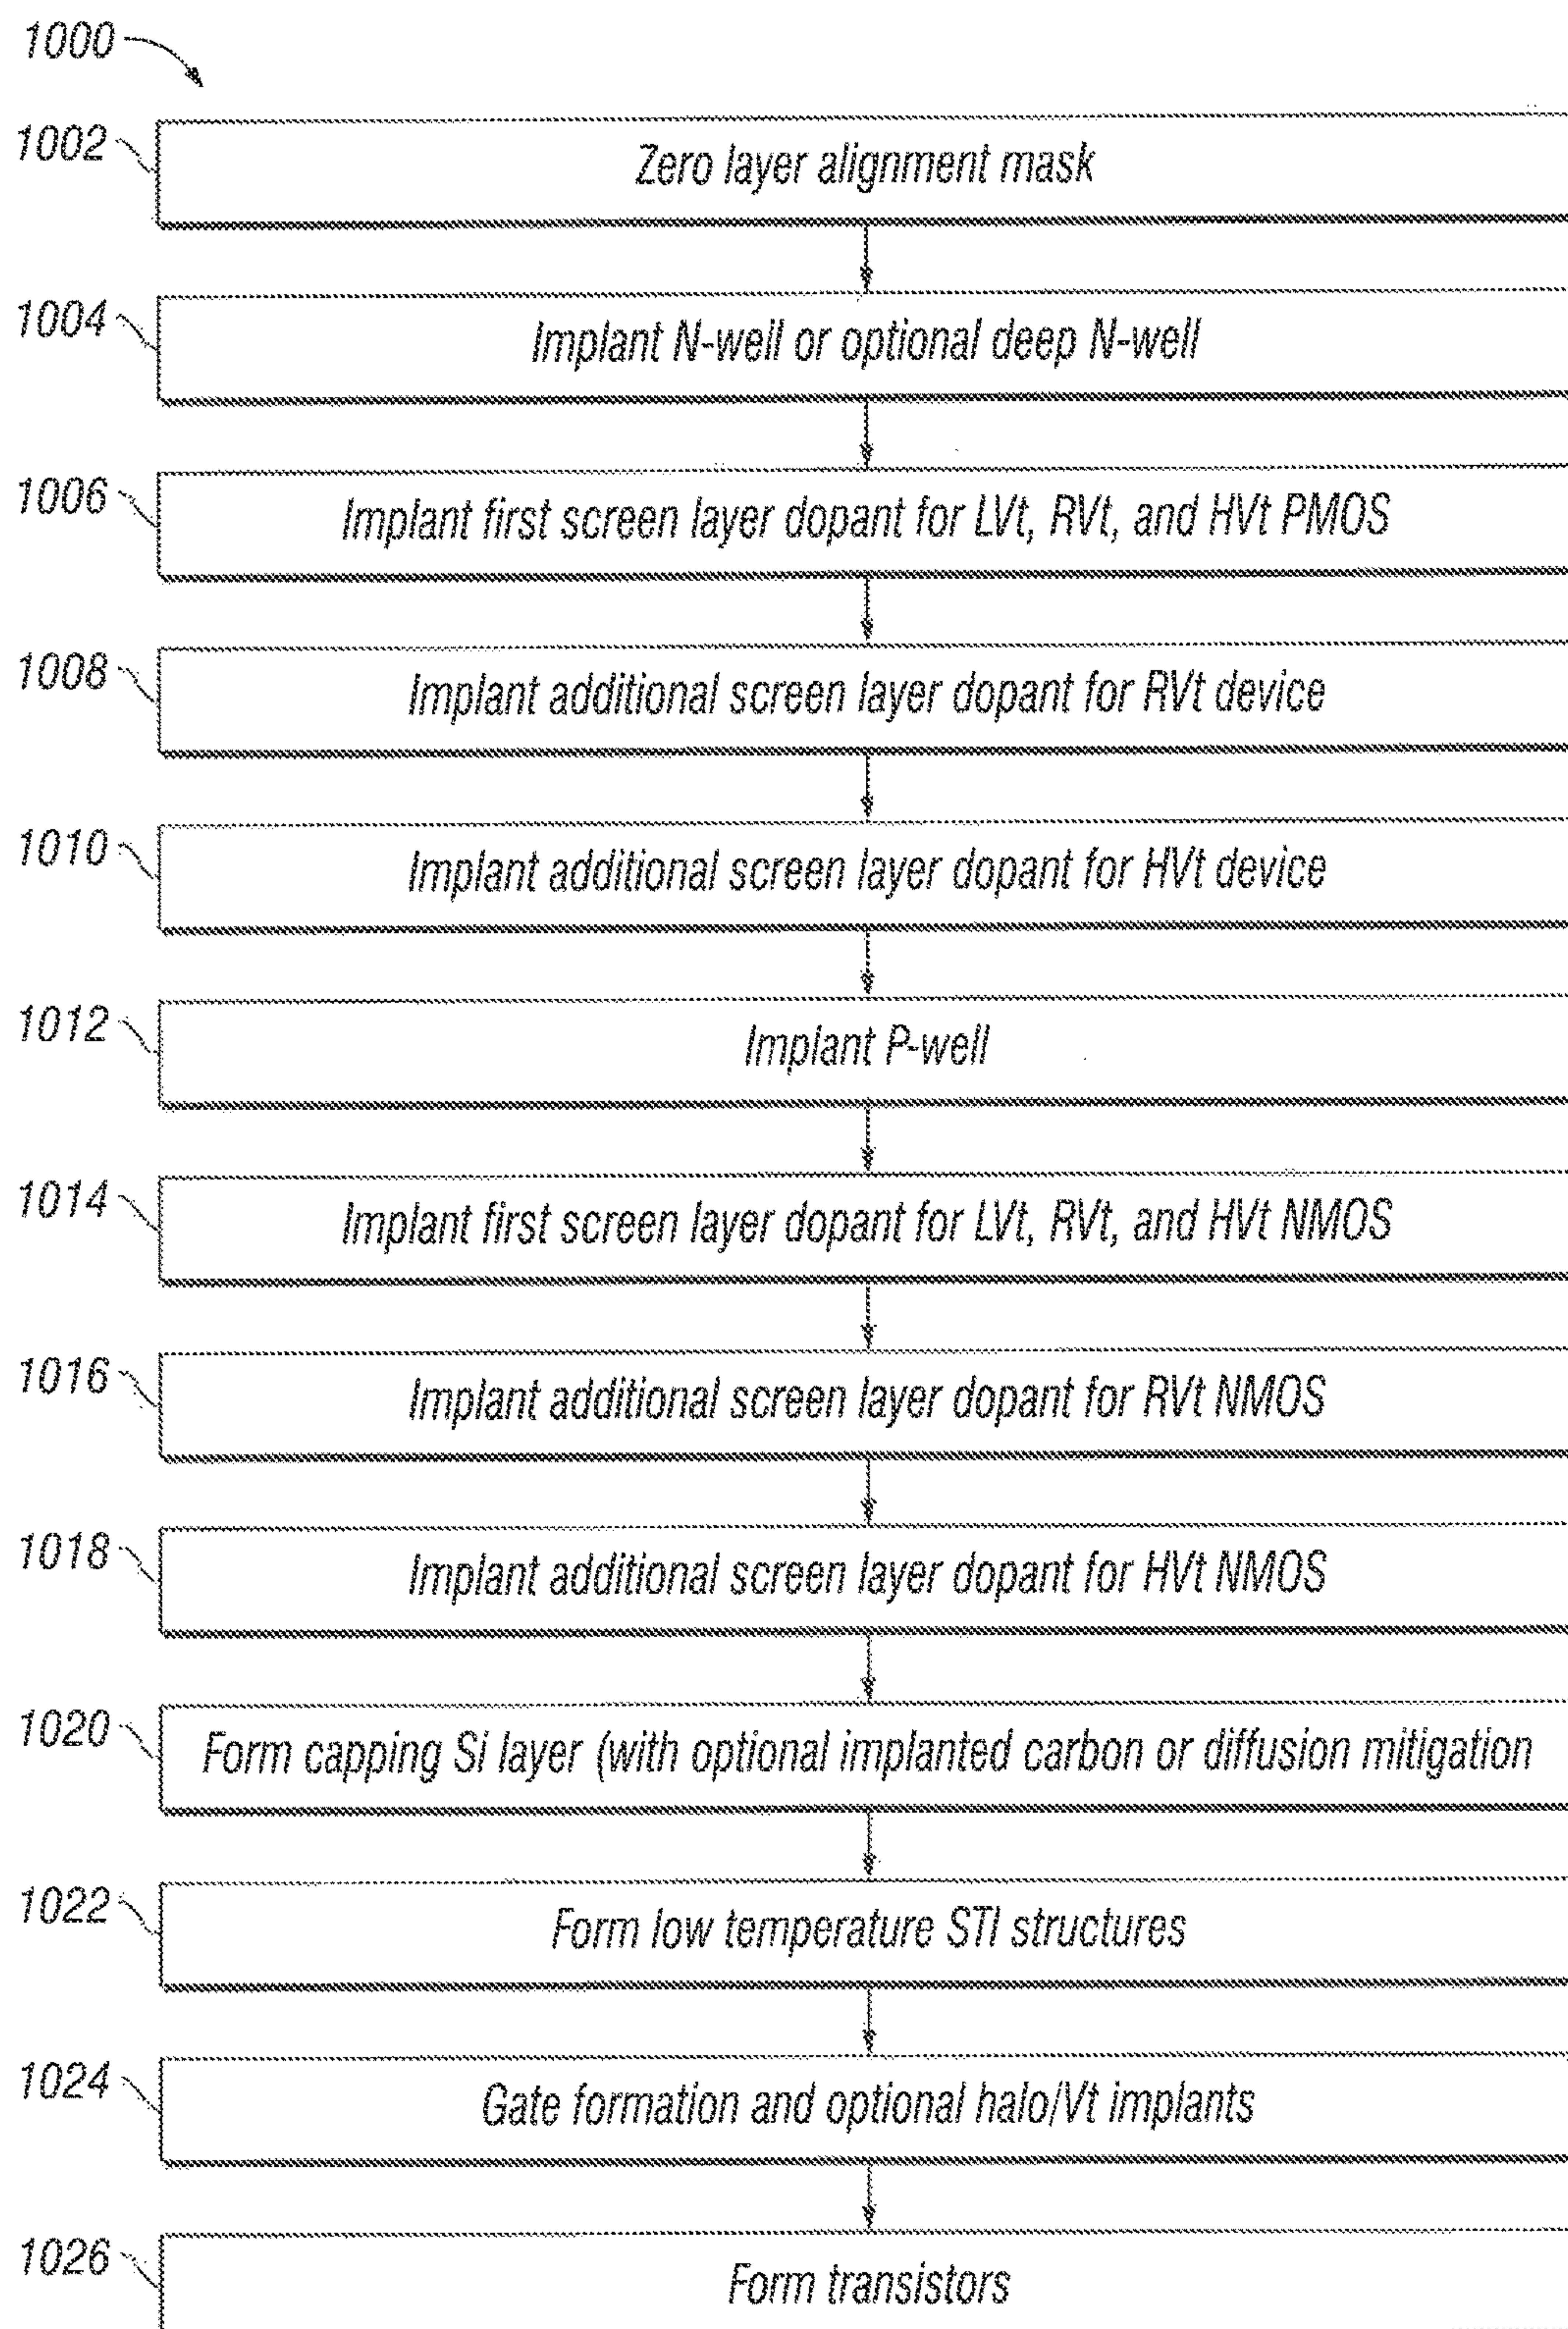 1000
1002 Zero layer alignment mask
1004 Implant N-well or optional deep N-well
1006 Implant first screen layer dopant for LVt, RVt, and HVt PMOS
1008 Implant additional screen layer dopant for RVt device
1010 Implant additional screen layer dopant for HVt device
1012 Implant P-well
1014 Implant first screen layer dopant for LVt, RVt, and HVt NMOS
1016 Implant additional screen layer dopant for RVt NMOS
1018 Implant additional screen layer dopant for HVt NMOS
1020 Form capping Si layer (with optional implanted carbon or diffusion mitigation
1022 Form low temperature STI structures
1024 Gate formation and optional halo/Vt implants
1026 Form transistors